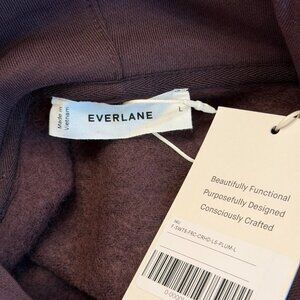 Made in
Vietnam
EVERLANE
L
Beautifully Functional
Purposefully Designed
Consciously Crafted